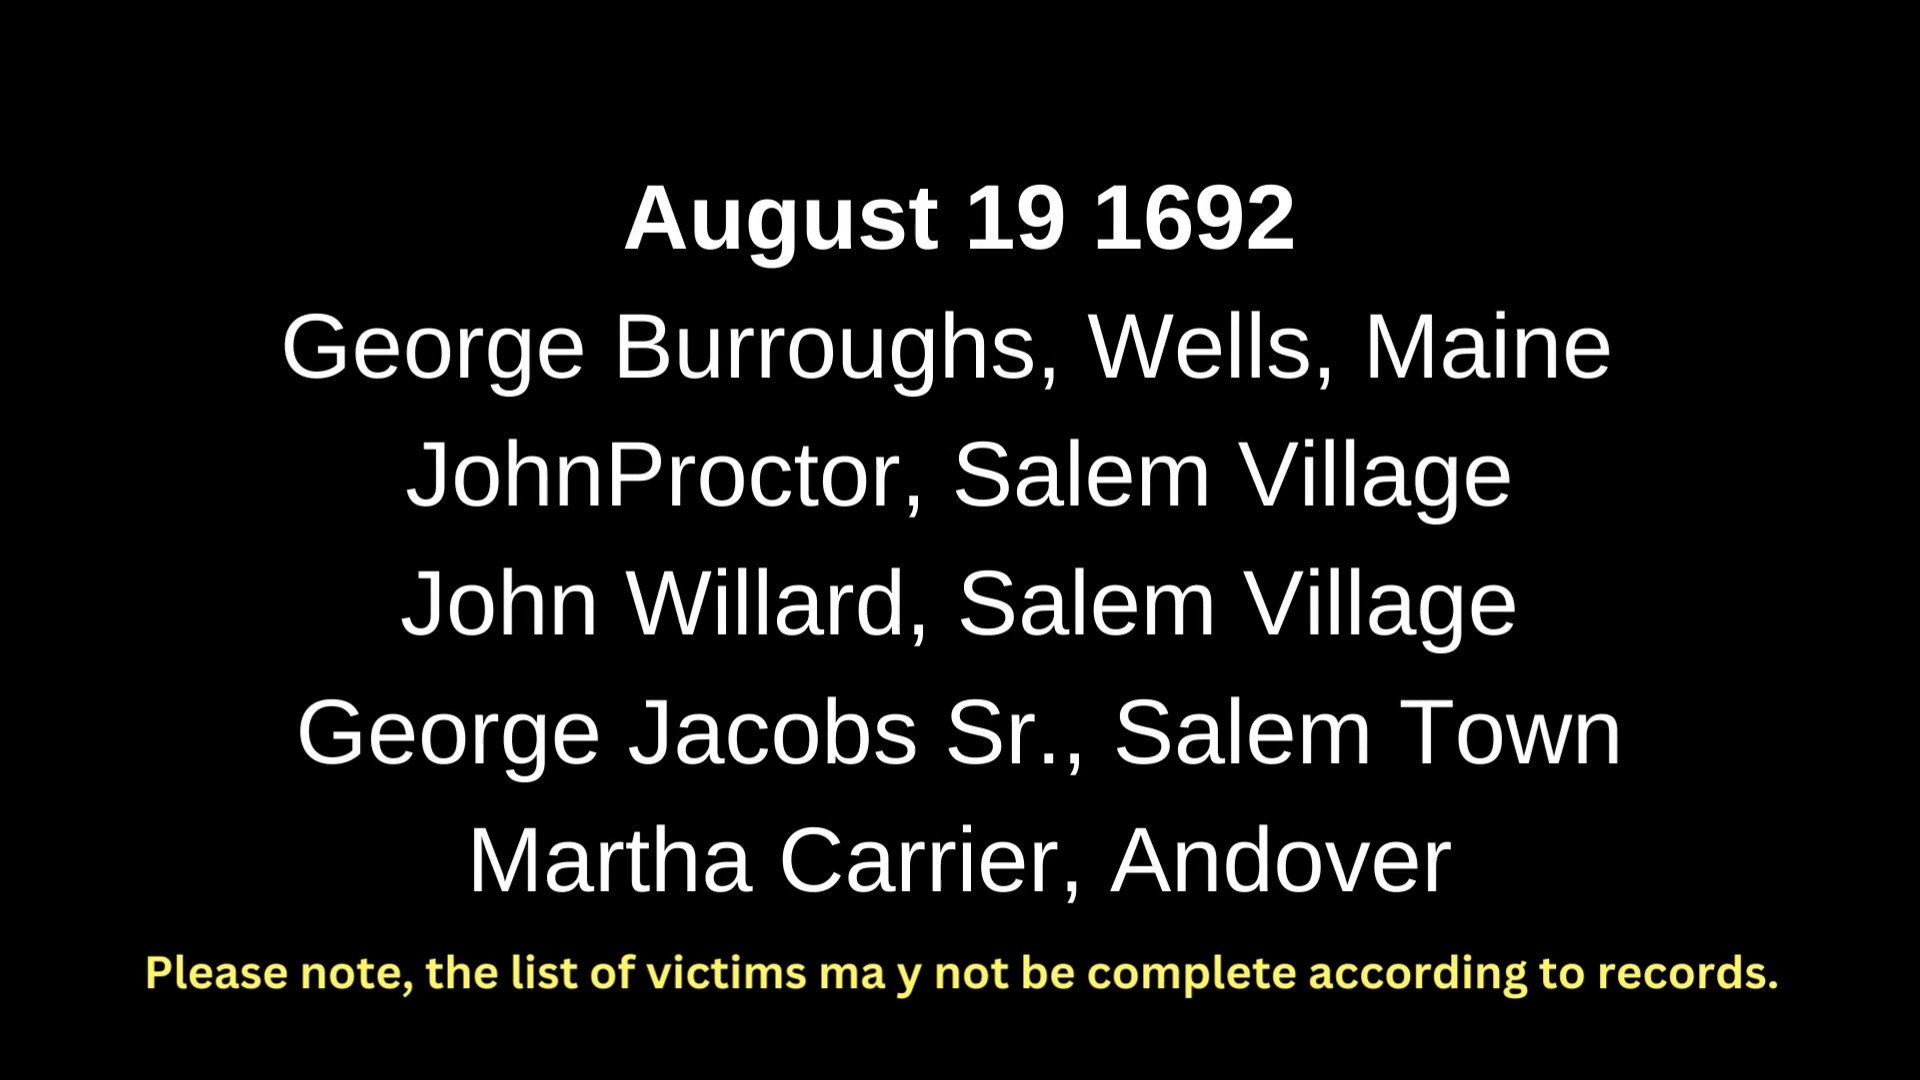 August 19 1692
George Burroughs, Wells, Maine
JohnProctor, Salem Village
John Willard, Salem Village
George Jacobs Sr., Salem Town
Martha Carrier, Andover
Please note, the list of victims ma y not be complete according to records.